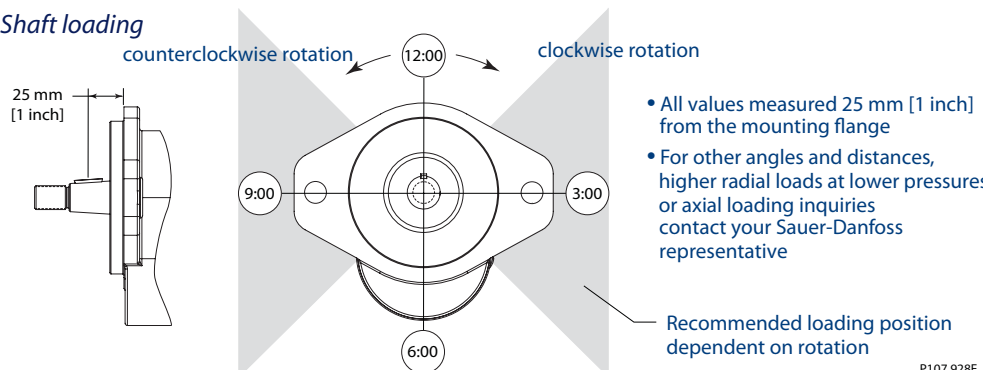 Shaft loading
counterclockwise rotation
12:00
clockwise rotation
25 mm
[1 inch]
• All values measured 25 mm [1 inch]
from the mounting flange
• For other angles and distances,
higher radial loads at lower pressures
or axial loading inquiries
contact your Sauer-Danfoss
representative
9:00
3:00
Recommended loading position
dependent on rotation
6:00
P107 928E